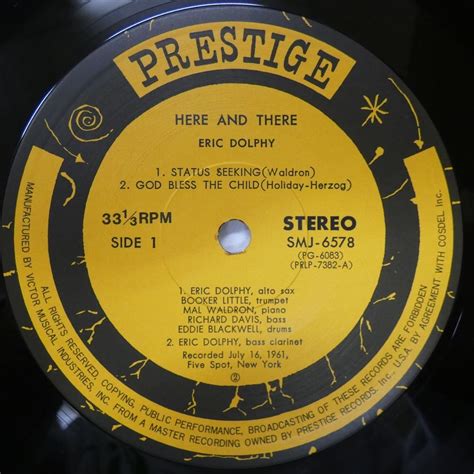 PRESTIGE
HERE AND THERE
ERIC DOLPHY
1. STATUS SEEKING (Waldron)
2. GOD BLESS THE CHILD (Holiday-Herzog)
33⅓RPM
SIDE 1
STEREO
SMJ-6578
(PG-6083)
(PRLP-7382-A)
1. ERIC DOLPHY, alto sax
BOOKER LITTLE, trumpet
MAL WALDRON, piano
RICHARD DAVIS, bass
EDDIE BLACKWELL, drums
2. ERIC DOLPHY, bass clarinet
Recorded July 16, 1961,
Five Spot, New York
②
MANUFACTURED BY VICTOR MUSICAL INDUSTRIES, INC. FROM A MASTER RECORDING OWNED BY PRESTIGE RECORDS, INC., U.S.A. BY AGREEMENT WITH COSDEL INC.
ALL RIGHTS RESERVED. COPYING, PUBLIC PERFORMANCE, BROADCASTING OF THESE RECORDS ARE FORBIDDEN